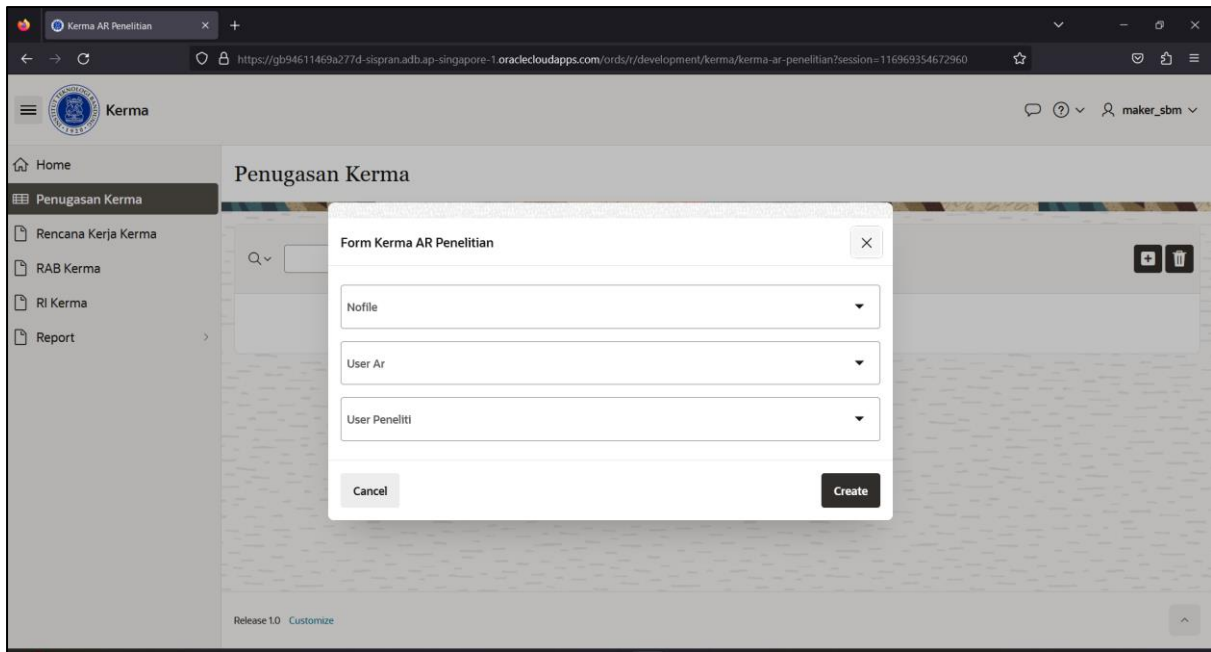 Kerma AR Penelitian
https://gb94611469a277d-sispran.adb.ap-singapore-1.oraclecloudapps.com/ords/r/development/kerma/kerma-ar-penelitian?session=116969354672960
Kerma
maker_sbm
Home
Penugasan Kerma
Penugasan Kerma
Rencana Kerja Kerma
RAB Kerma
RI Kerma
Report
Form Kerma AR Penelitian
Nofile
User Ar
User Peneliti
Cancel
Create
Release 1.0 Customize